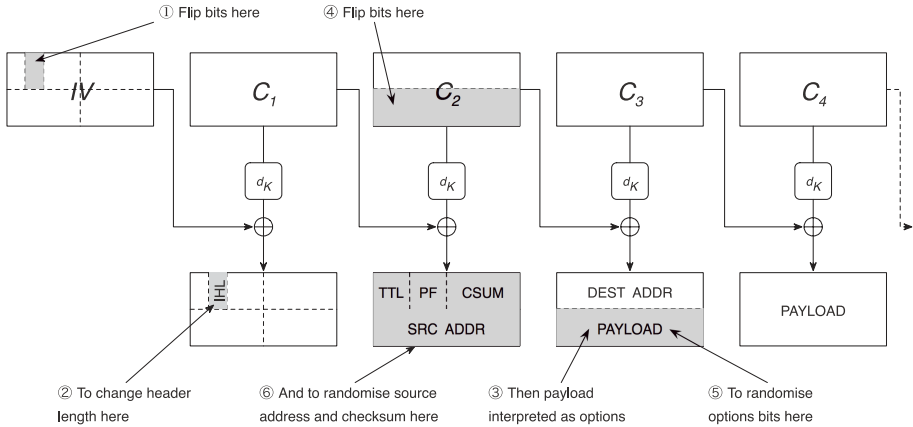 ① Flip bits here
④ Flip bits here
IV
C1
C2
C3
C4
dK
dK
dK
dK
IHL
TTL PF CSUM
SRC ADDR
DEST ADDR
PAYLOAD
PAYLOAD
② To change header
length here
⑥ And to randomise source
address and checksum here
③ Then payload
interpreted as options
⑤ To randomise
options bits here